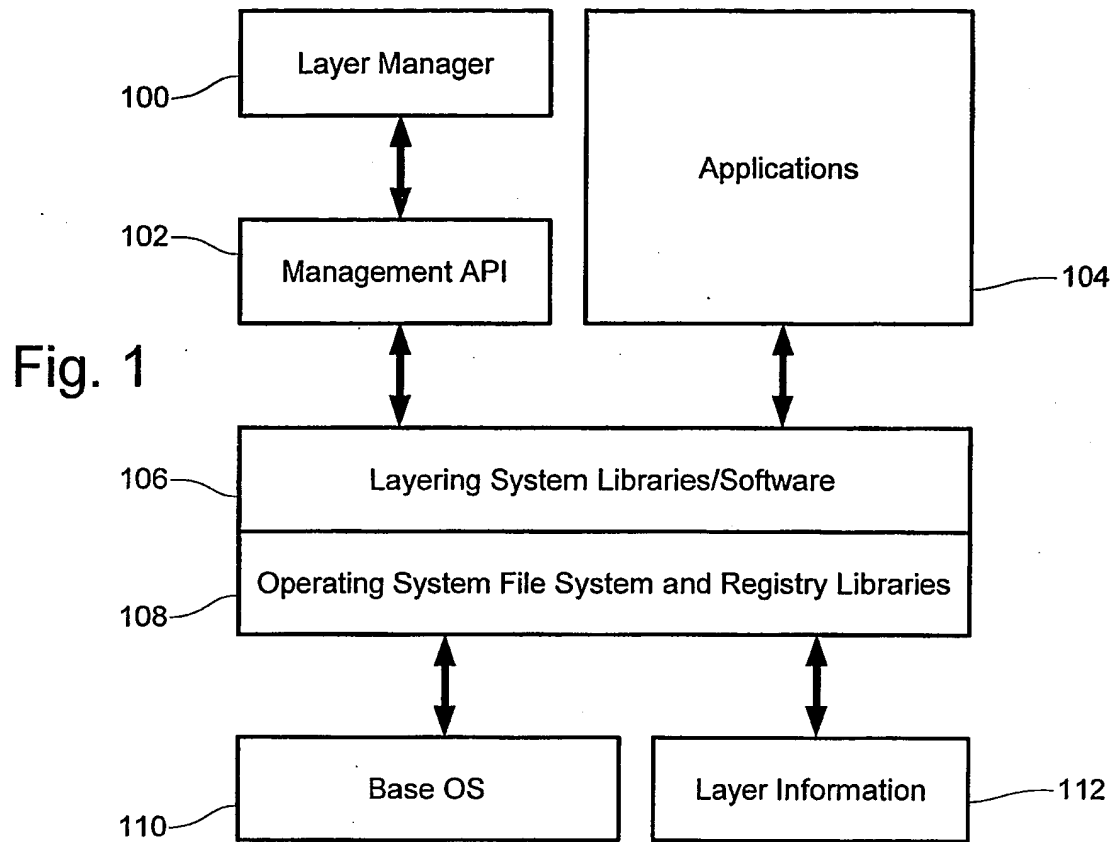 Layer Manager
100
Applications
102
Management API
104
Fig. 1
106
Layering System Libraries/Software
Operating System File System and Registry Libraries
108
Base OS
110
Layer Information
112